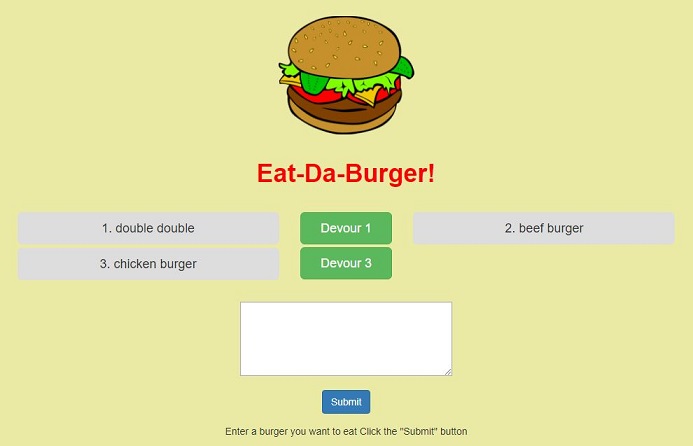 Eat-Da-Burger!
1. double double
Devour 1
2. beef burger
3. chicken burger
Devour 3
Submit
Enter a burger you want to eat Click the "Submit" button